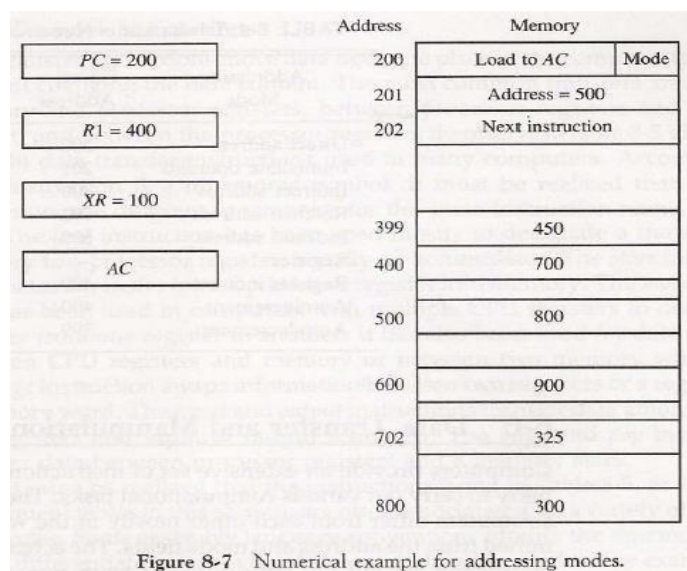 Address Memory
PC = 200
200 Load to AC Mode
201 Address = 500
202 Next instruction
R1 = 400
XR = 100
399 450
AC
400 700
500 800
600 900
702 325
800 300
Figure 8-7 Numerical example for addressing modes.